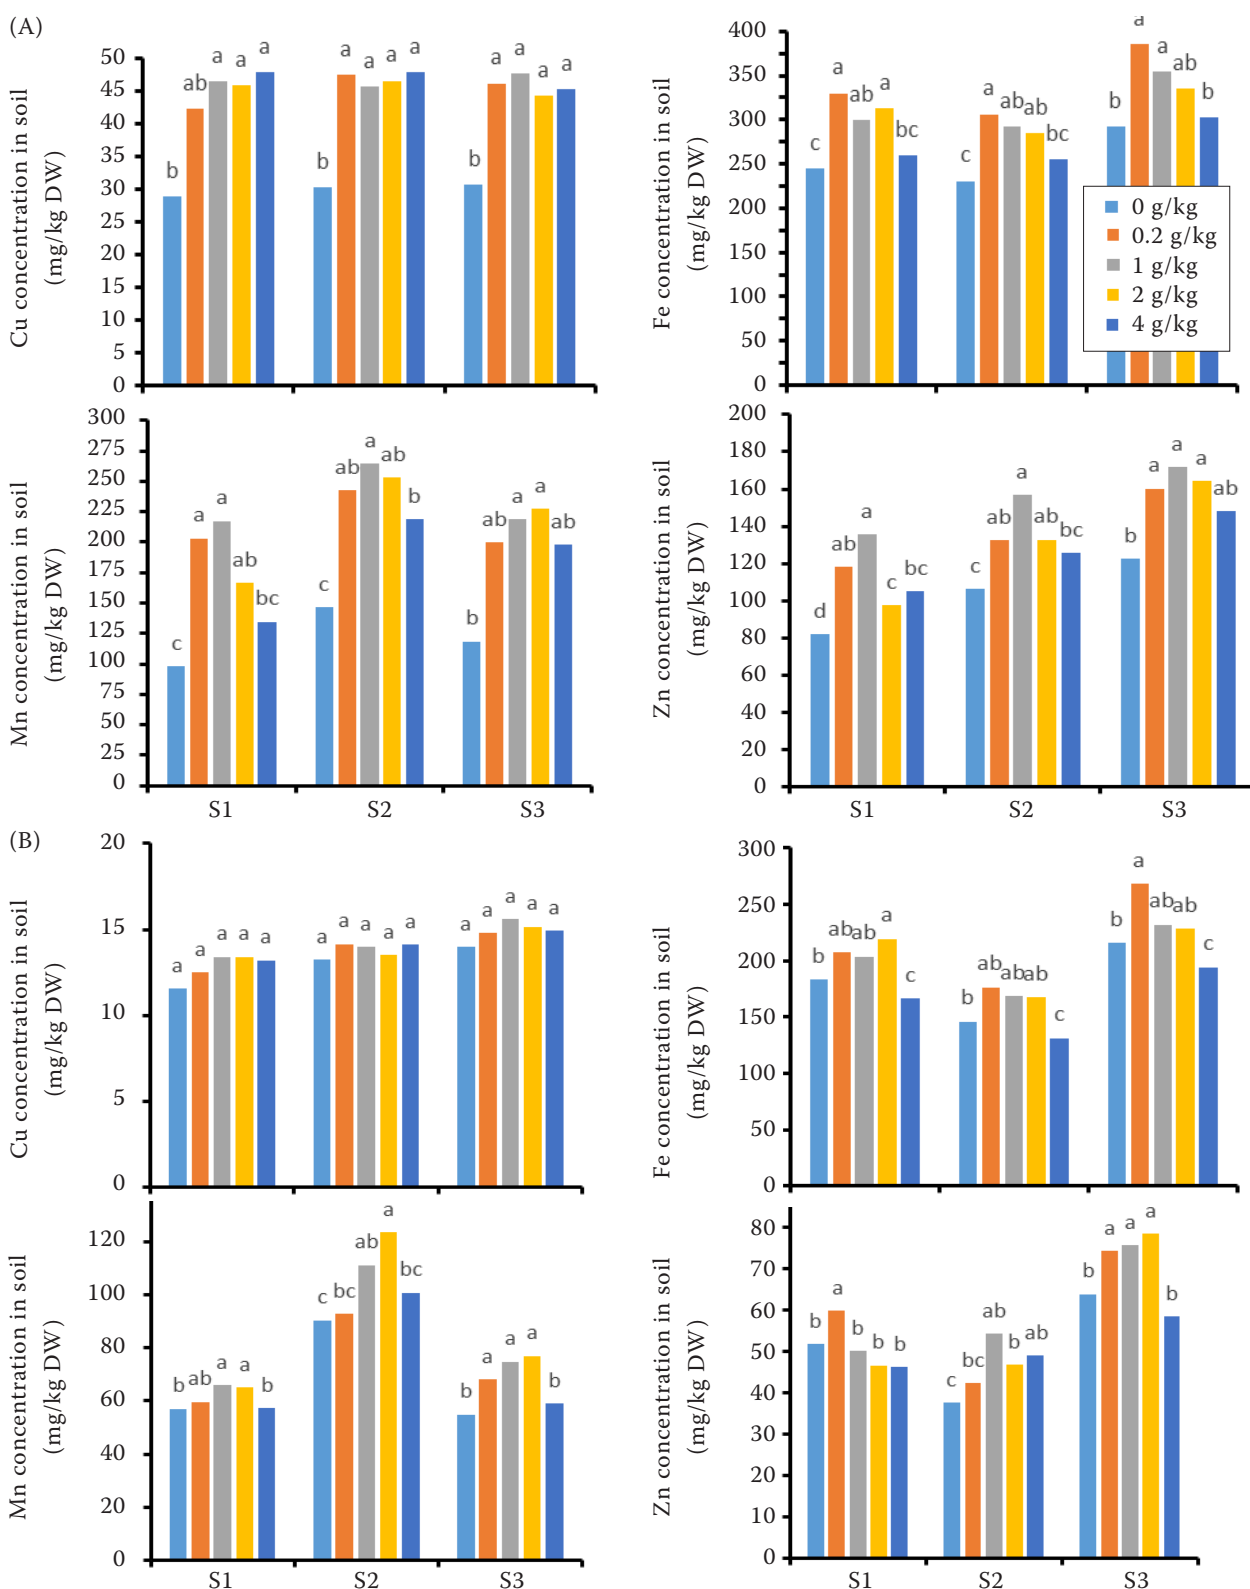 (A)
Cu concentration in soil
(mg/kg DW)
50
45
40
35
30
25
20
15
10
5
0
b ab a a a
b a a a a
b a a a a
Fe concentration in soil
(mg/kg DW)
400
350
300
250
200
150
100
50
0
c a ab a bc
c a ab ab bc
b a a ab b
0 g/kg
0.2 g/kg
1 g/kg
2 g/kg
4 g/kg
Mn concentration in soil
(mg/kg DW)
300
275
250
225
200
175
150
125
100
75
50
25
0
c a a ab bc
c ab a ab b
b ab a a ab
S1 S2 S3
Zn concentration in soil
(mg/kg DW)
200
180
160
140
120
100
80
60
40
20
0
d ab a c bc
c ab a ab bc
b a a a ab
S1 S2 S3
(B)
Cu concentration in soil
(mg/kg DW)
20
15
10
5
0
a a a a a
a a a a a
a a a a a
Fe concentration in soil
(mg/kg DW)
300
250
200
150
100
50
0
b ab ab a c
b ab ab ab c
b a ab ab c
Mn concentration in soil
(mg/kg DW)
120
100
80
60
40
20
0
b ab a a b
c bc ab a bc
b a a a b
S1 S2 S3
Zn concentration in soil
(mg/kg DW)
80
70
60
50
40
30
20
10
0
b a b b b
c bc ab b ab
b a a a b
S1 S2 S3